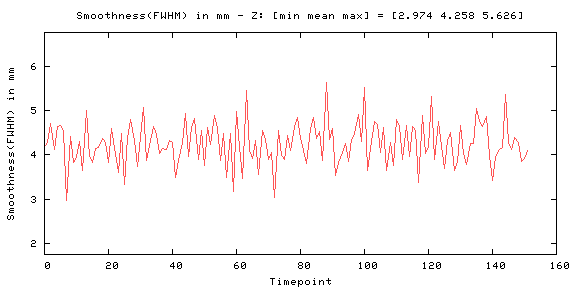 Smoothness(FWHM) in mm - Z: [min mean max] = [2.974 4.258 5.626]
6
5
4
3
2
Smoothness(FWHM) in mm
0 20 40 60 80 100 120 140 160
Timepoint